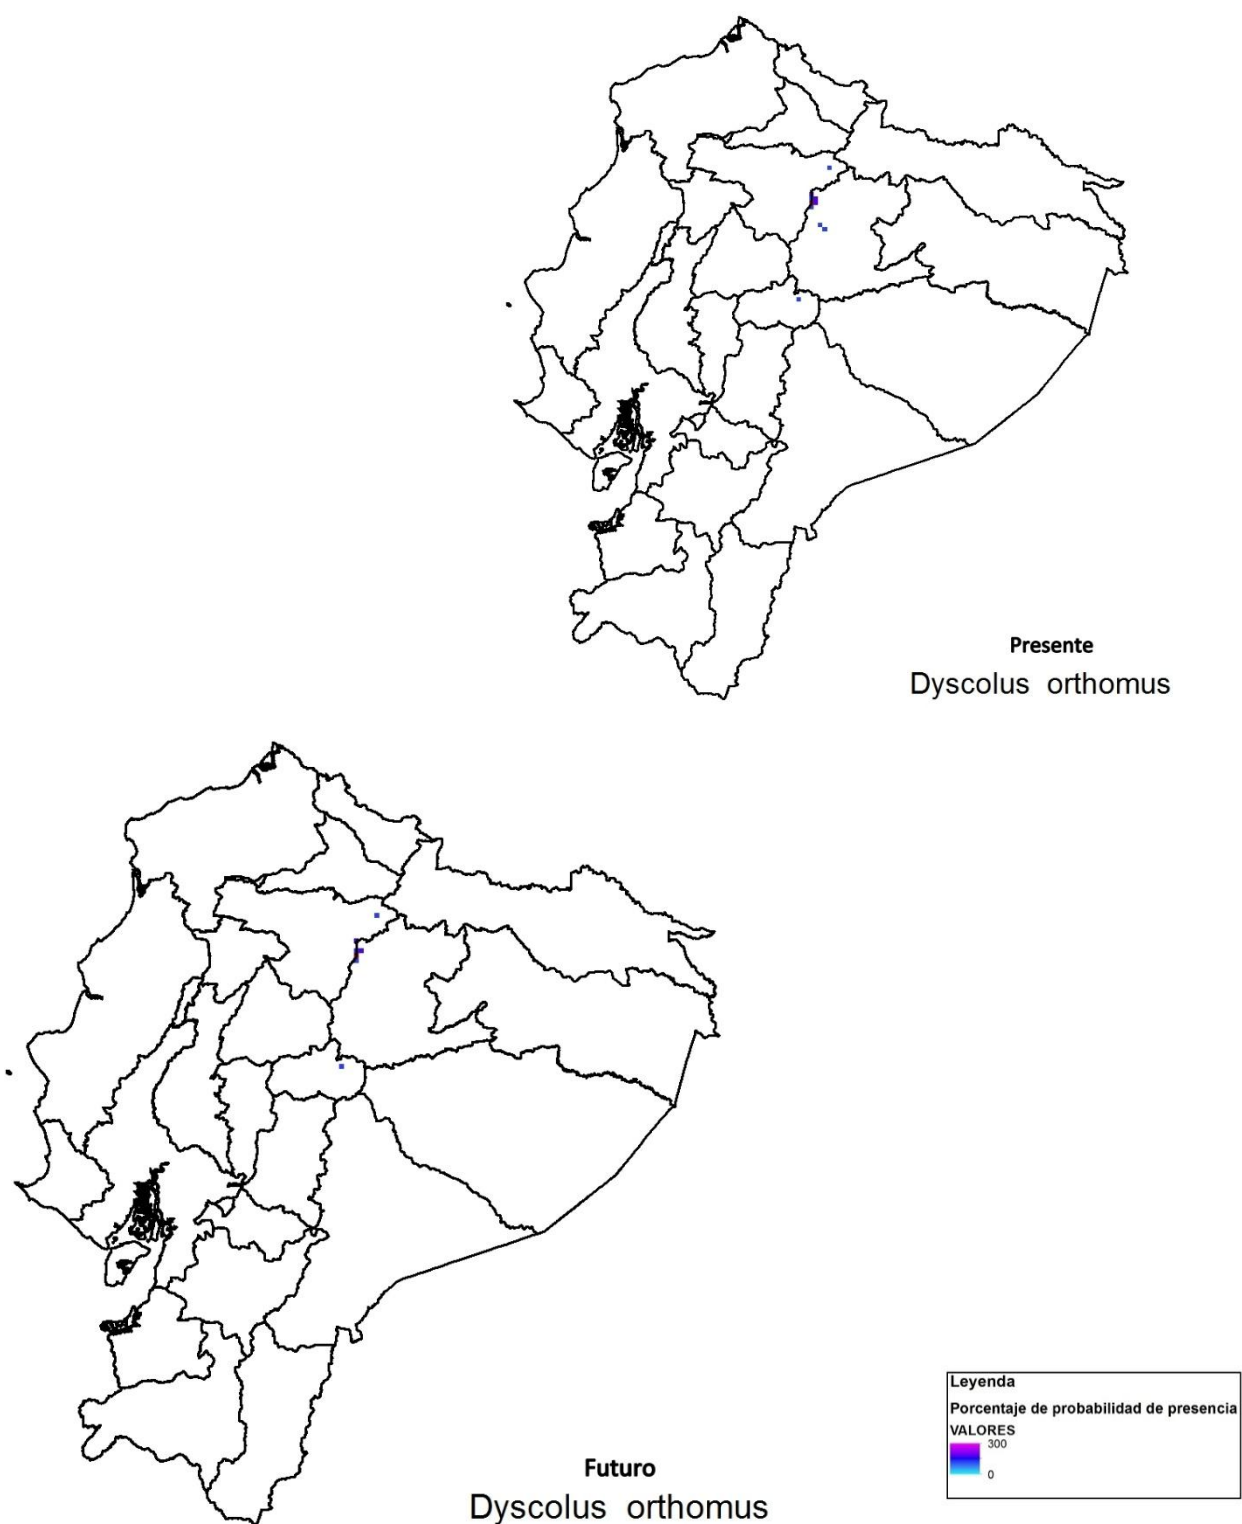 Presente
Dyscolus orthomus
Leyenda
Porcentaje de probabilidad de presencia
VALORES
300
0
Futuro
Dyscolus orthomus